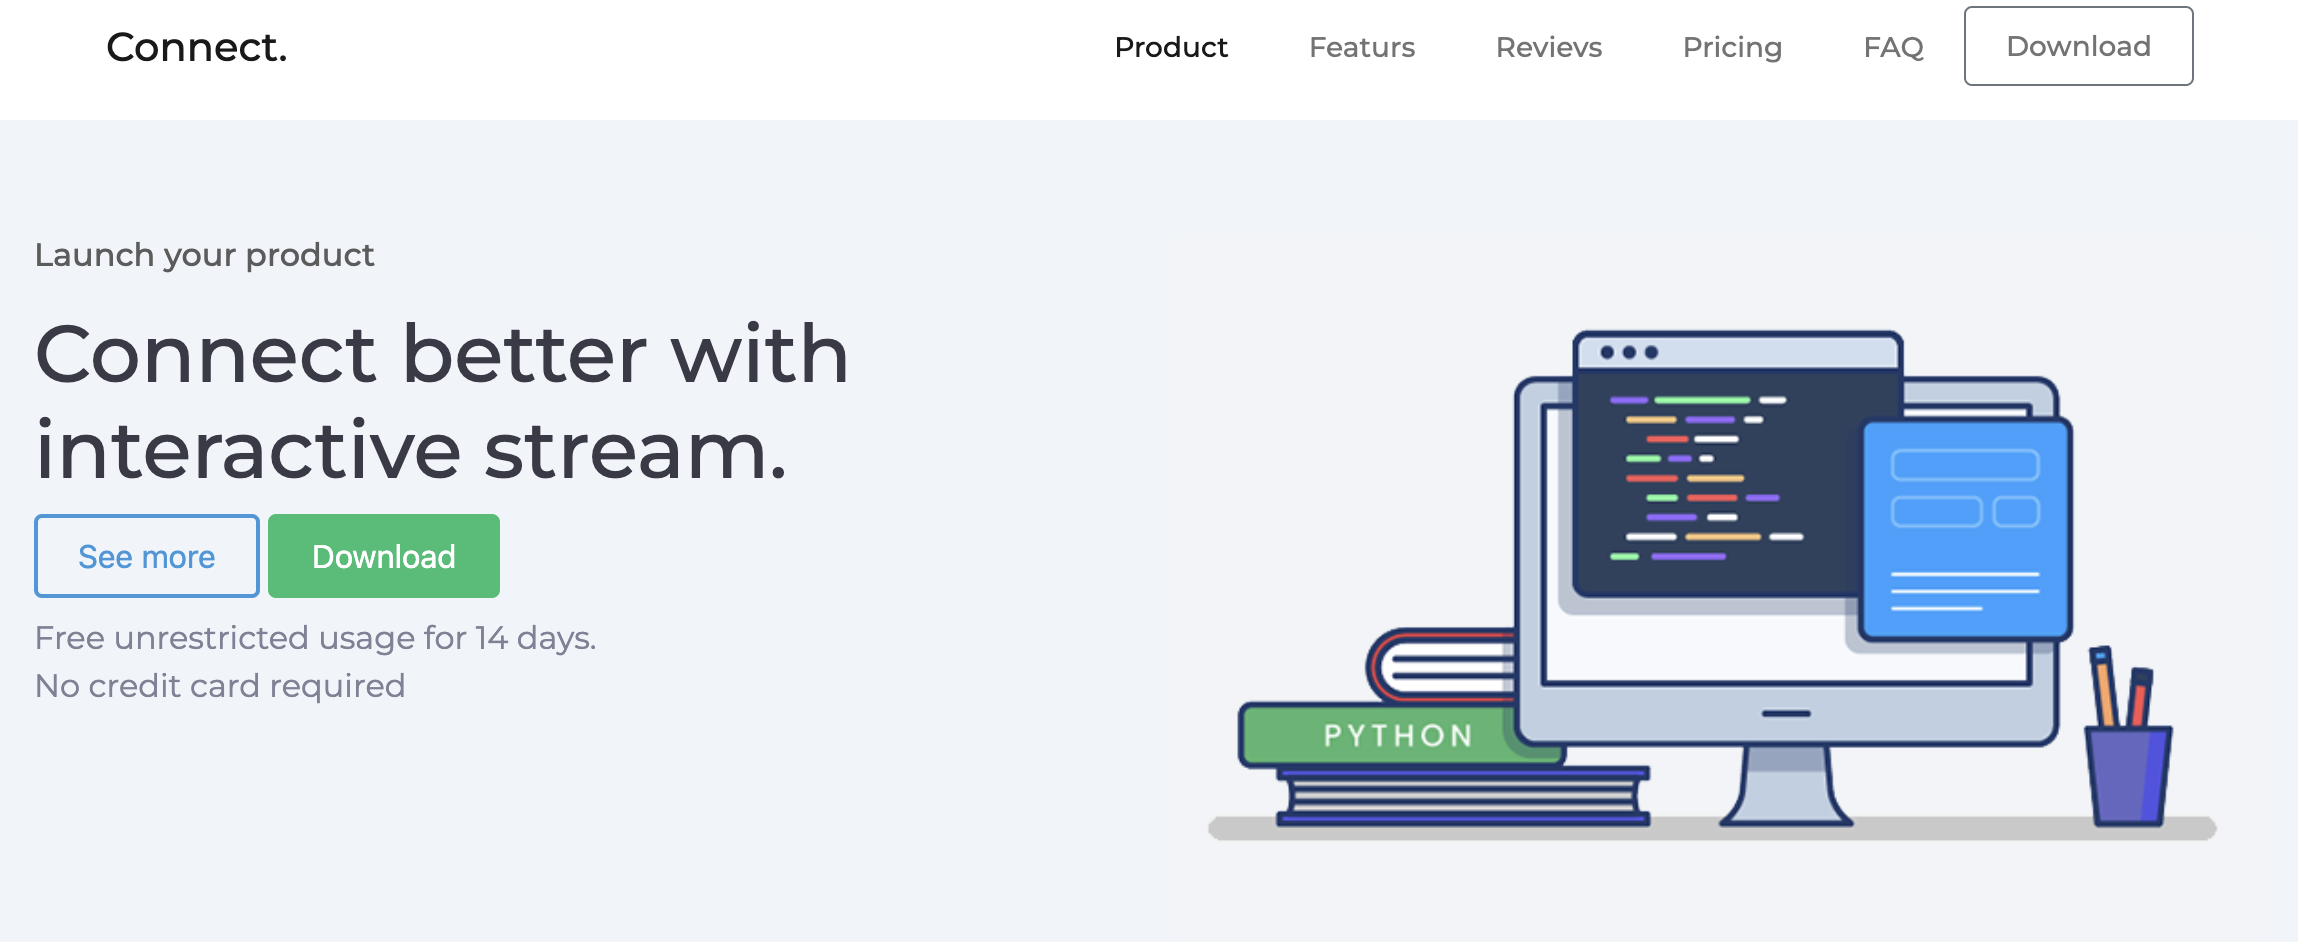 Connect.
Product Featurs Revievs Pricing FAQ Download
Launch your product
Connect better with
interactive stream.
See more Download
Free unrestricted usage for 14 days.
No credit card required
PYTHON